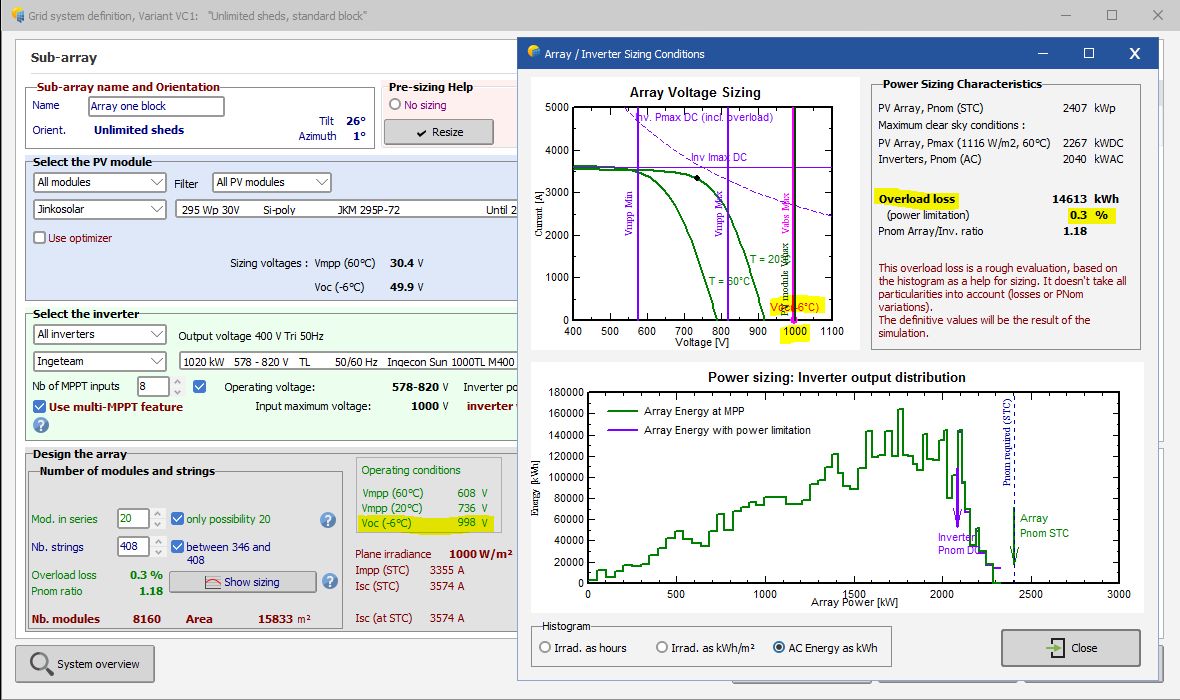 Grid system definition, Variant VC1:   "Unlimited sheds, standard block"
Sub-array
Sub-array name and Orientation
Name Array one block
Orient. Unlimited sheds
Tilt 26°
Azimuth 1°
Pre-sizing Help
No sizing
Resize
Select the PV module
All modules Filter All PV modules
Jinkosolar 295 Wp 30V Si-poly JKM 295P-72 Until 2
Use optimizer
Sizing voltages : Vmpp (60°C) 30.4 V
Voc (-6°C) 49.9 V
Select the inverter
All inverters Output voltage 400 V Tri 50Hz
Ingeteam 1020 kW 578 - 820 V TL 50/60 Hz Ingecon Sun 1000TL M400
Nb of MPPT inputs 8 Operating voltage: 578-820 V Inverter po
Use multi-MPPT feature Input maximum voltage: 1000 V inverter
?
Design the array
Number of modules and strings
Mod. in series 20 only possibility 20 ?
Nb. strings 408 between 346 and
408
Overload loss 0.3 %
Pnom ratio 1.18
Show sizing ?
Nb. modules 8160 Area 15833 m²
Operating conditions
Vmpp (60°C) 608 V
Vmpp (20°C) 736 V
Voc (-6°C) 998 V
Plane irradiance 1000 W/m²
Impp (STC) 3355 A
Isc (STC) 3574 A
Isc (at STC) 3574 A
System overview
Array / Inverter Sizing Conditions
Array Voltage Sizing
Current [A]
5000
4000
3000
2000
1000
0
Inv. Pmax DC (incl. overload)
Inv Imax DC
Vmpp Min
Vmpp Max
Vabs Max
PV module Vmax
T = 20°C
T = 60°C
Voc(-6°C)
400 500 600 700 800 900 1000 1100
Voltage [V]
Power Sizing Characteristics
PV Array, Pnom (STC) 2407 kWp
Maximum clear sky conditions :
PV Array, Pmax (1116 W/m2, 60°C) 2267 kWDC
Inverters, Pnom (AC) 2040 kWAC
Overload loss 14613 kWh
(power limitation) 0.3 %
Pnom Array/Inv. ratio 1.18
This overload loss is a rough evaluation, based on
the histogram as a help for sizing. It doesn't take all
particularities into account (losses or PNom
variations).
The definitive values will be the result of the
simulation.
Power sizing: Inverter output distribution
Energy [kWh]
180000
160000
140000
120000
100000
80000
60000
40000
20000
0
Array Energy at MPP
Array Energy with power limitation
Pnom required (STC)
Inverter
Pnom DC
Array
Pnom STC
0 500 1000 1500 2000 2500 3000
Array Power [kW]
Histogram
Irrad. as hours Irrad. as kWh/m² AC Energy as kWh
Close